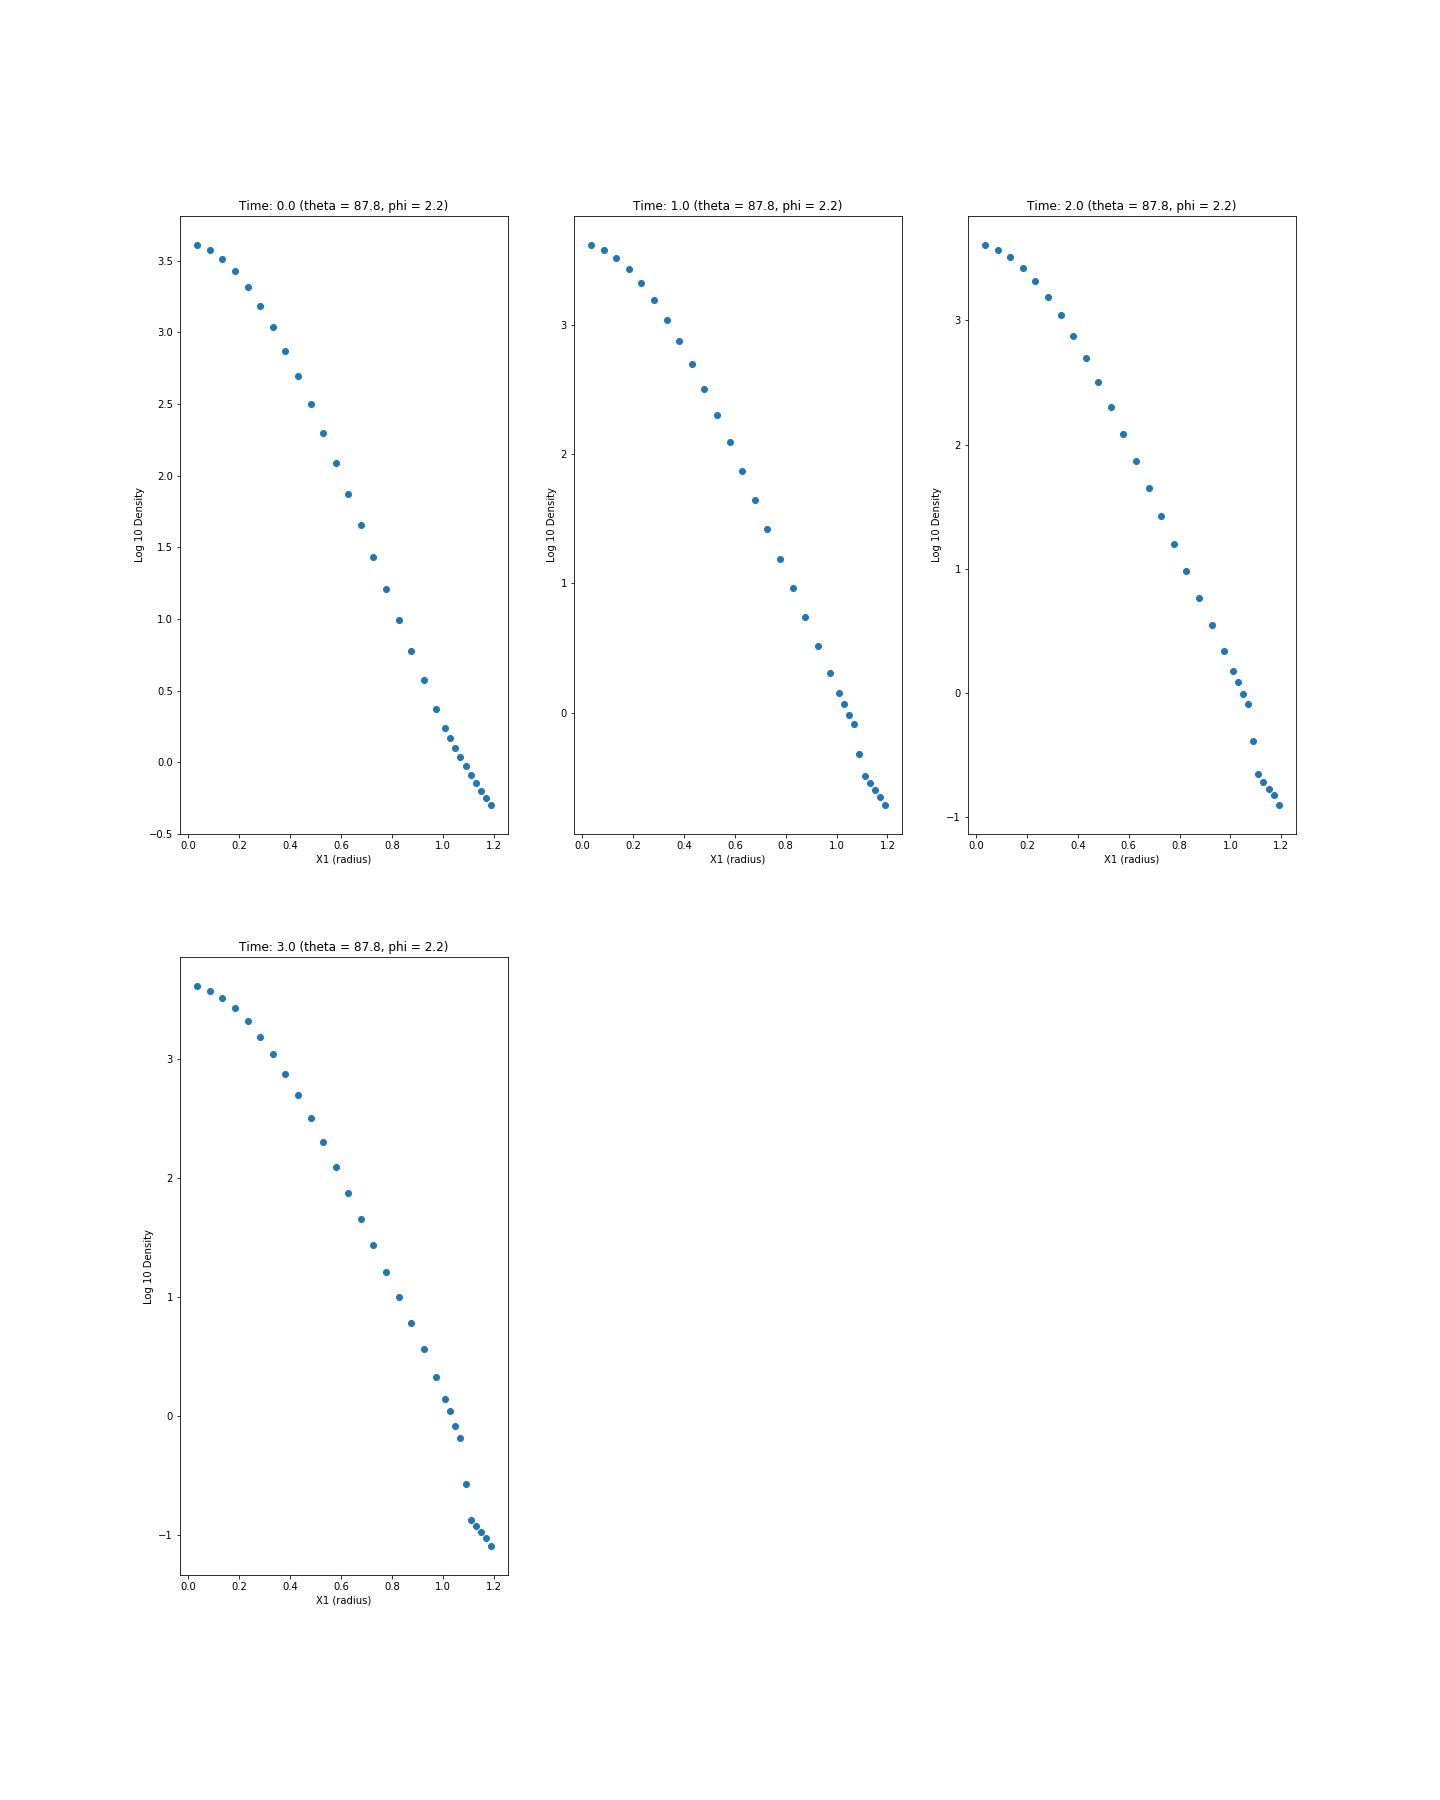 Time: 0.0 (theta = 87.8, phi = 2.2)
3.5
3.0
2.5
2.0
1.5
1.0
0.5
0.0
−0.5
Log 10 Density
0.0 0.2 0.4 0.6 0.8 1.0 1.2
X1 (radius)
Time: 1.0 (theta = 87.8, phi = 2.2)
3
2
1
0
Log 10 Density
0.0 0.2 0.4 0.6 0.8 1.0 1.2
X1 (radius)
Time: 2.0 (theta = 87.8, phi = 2.2)
3
2
1
0
−1
Log 10 Density
0.0 0.2 0.4 0.6 0.8 1.0 1.2
X1 (radius)
Time: 3.0 (theta = 87.8, phi = 2.2)
3
2
1
0
−1
Log 10 Density
0.0 0.2 0.4 0.6 0.8 1.0 1.2
X1 (radius)